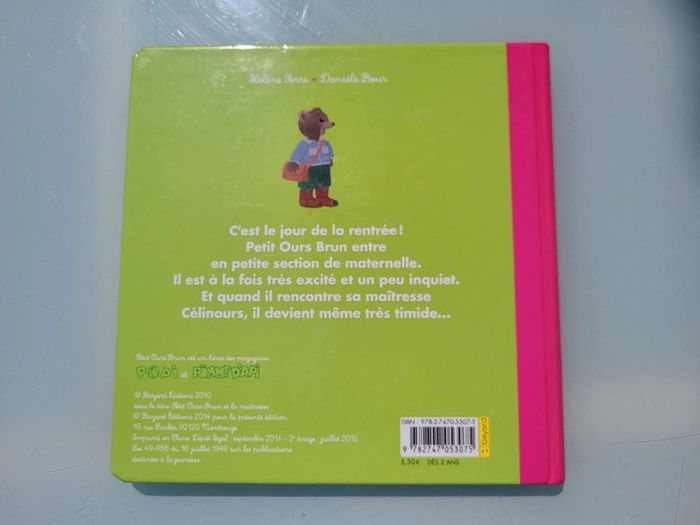 Hélène Serre • Danièle Bour
C'est le jour de la rentrée!
Petit Ours Brun entre
en petite section de maternelle.
Il est à la fois très excité et un peu inquiet.
Et quand il rencontre sa maîtresse
Célinours, il devient même très timide...
Petit Ours Brun est un héros des magazines
POPi et POMME D'API
© Bayard Éditions 2010
sous le titre Petit Ours Brun et la maîtresse
© Bayard Éditions 2014 pour la présente édition.
18 rue Barbès, 92120 Montrouge
Imprimé en Chine. Dépôt légal : septembre 2014 - 2e tirage : juillet 2015
Loi 49-956 du 16 juillet 1949 sur les publications
destinées à la jeunesse.
ISBN : 978-2-7470-5307-5
9 782747 053075
5,50€ DÈS 2 ANS
bayard